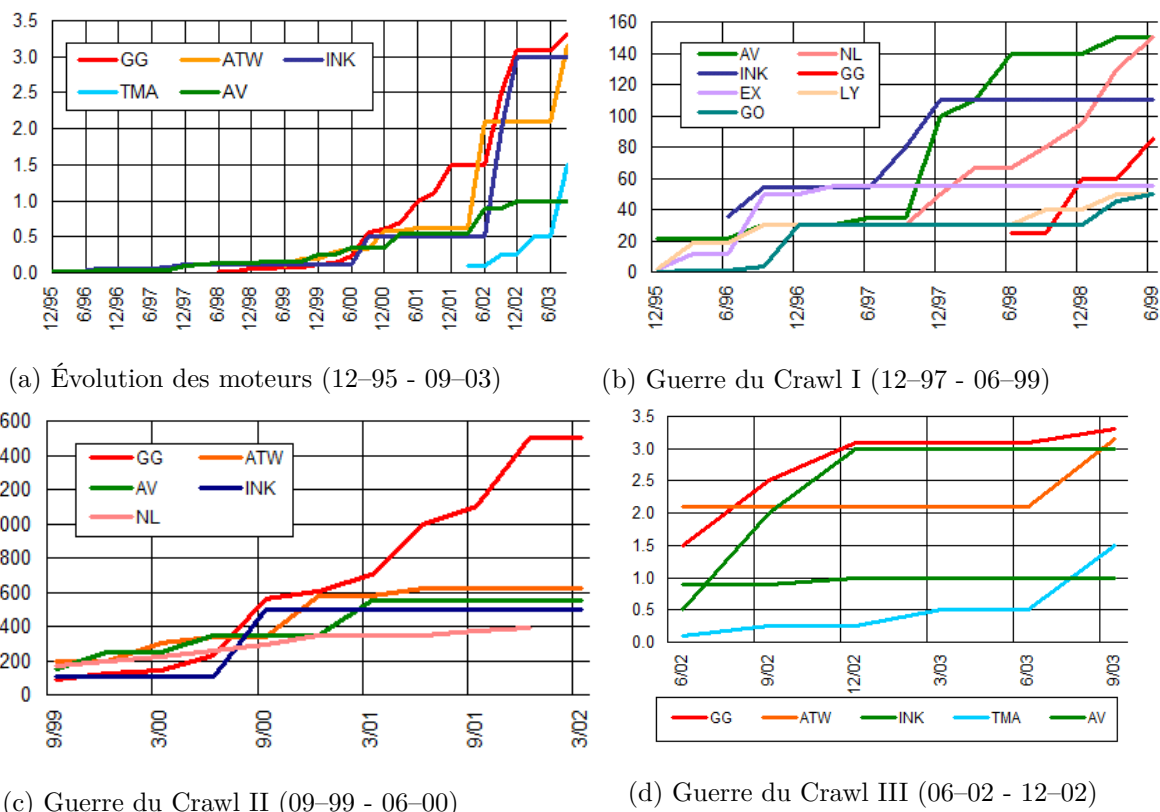 3.5
3.0
2.5
2.0
1.5
1.0
0.5
0.0
GG ATW INK
TMA AV
12/95 6/96 12/96 6/97 12/97 6/98 12/98 6/99 12/99 6/00 12/00 6/01 12/01 6/02 12/02 6/03
(a) Évolution des moteurs (12–95 - 09–03)
160
140
120
100
80
60
40
20
0
AV NL
INK GG
EX LY
GO
12/95 6/96 12/96 6/97 12/97 6/98 12/98 6/99
(b) Guerre du Crawl I (12–97 - 06–99)
600
400
200
000
800
600
400
200
0
GG ATW
AV INK
NL
9/99 3/00 9/00 3/01 9/01 3/02
(c) Guerre du Crawl II (09–99 - 06–00)
3.5
3.0
2.5
2.0
1.5
1.0
0.5
0.0
6/02 9/02 12/02 3/03 6/03 9/03
GG ATW INK TMA AV
(d) Guerre du Crawl III (06–02 - 12–02)